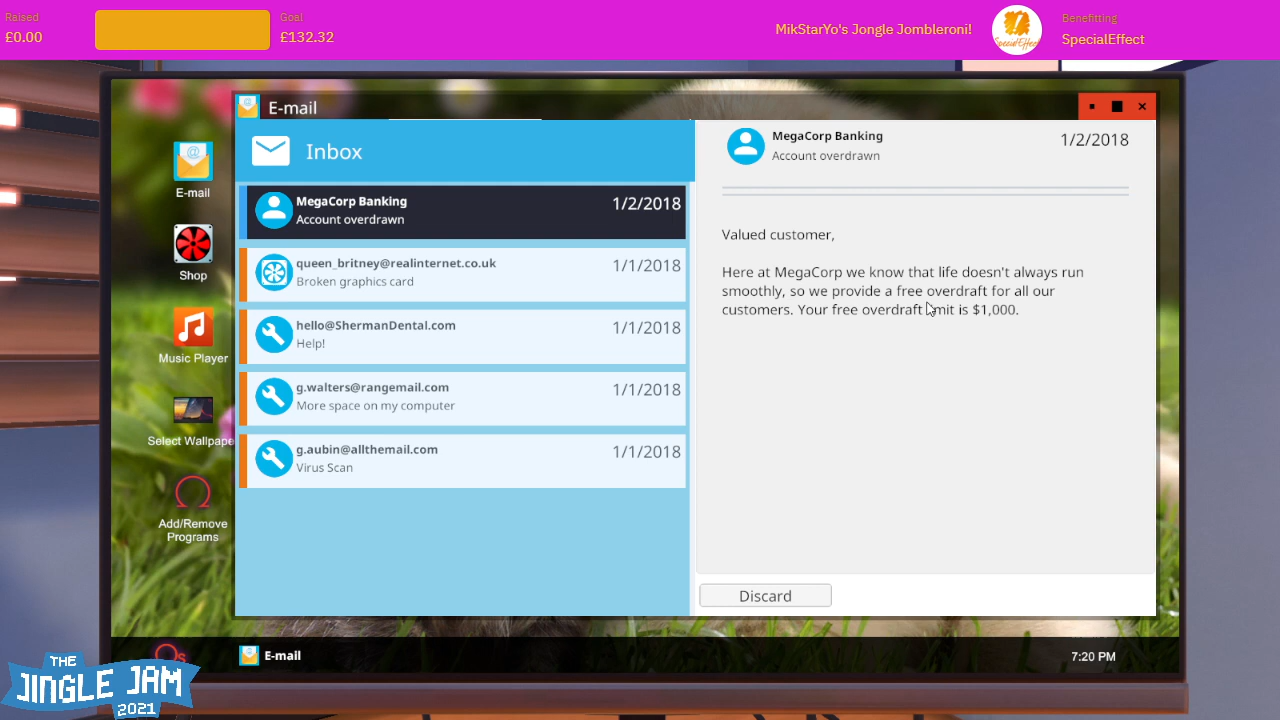 Raised
£0.00
Goal
£132.32
MikStarYo's Jongle Jombleroni!
SpecialEffect
Benefitting
SpecialEffect
E-mail
E-mail
Shop
Music Player
Select Wallpape
Add/Remove
Programs
Inbox
MegaCorp Banking
1/2/2018
Account overdrawn
queen_britney@realinternet.co.uk
1/1/2018
Broken graphics card
hello@ShermanDental.com
1/1/2018
Help!
g.walters@rangemail.com
1/1/2018
More space on my computer
g.aubin@allthemail.com
1/1/2018
Virus Scan
MegaCorp Banking
1/2/2018
Account overdrawn
Valued customer,
Here at MegaCorp we know that life doesn't always run
smoothly, so we provide a free overdraft for all our
customers. Your free overdraft limit is $1,000.
Discard
E-mail
7:20 PM
THE
JINGLE JAM
2021